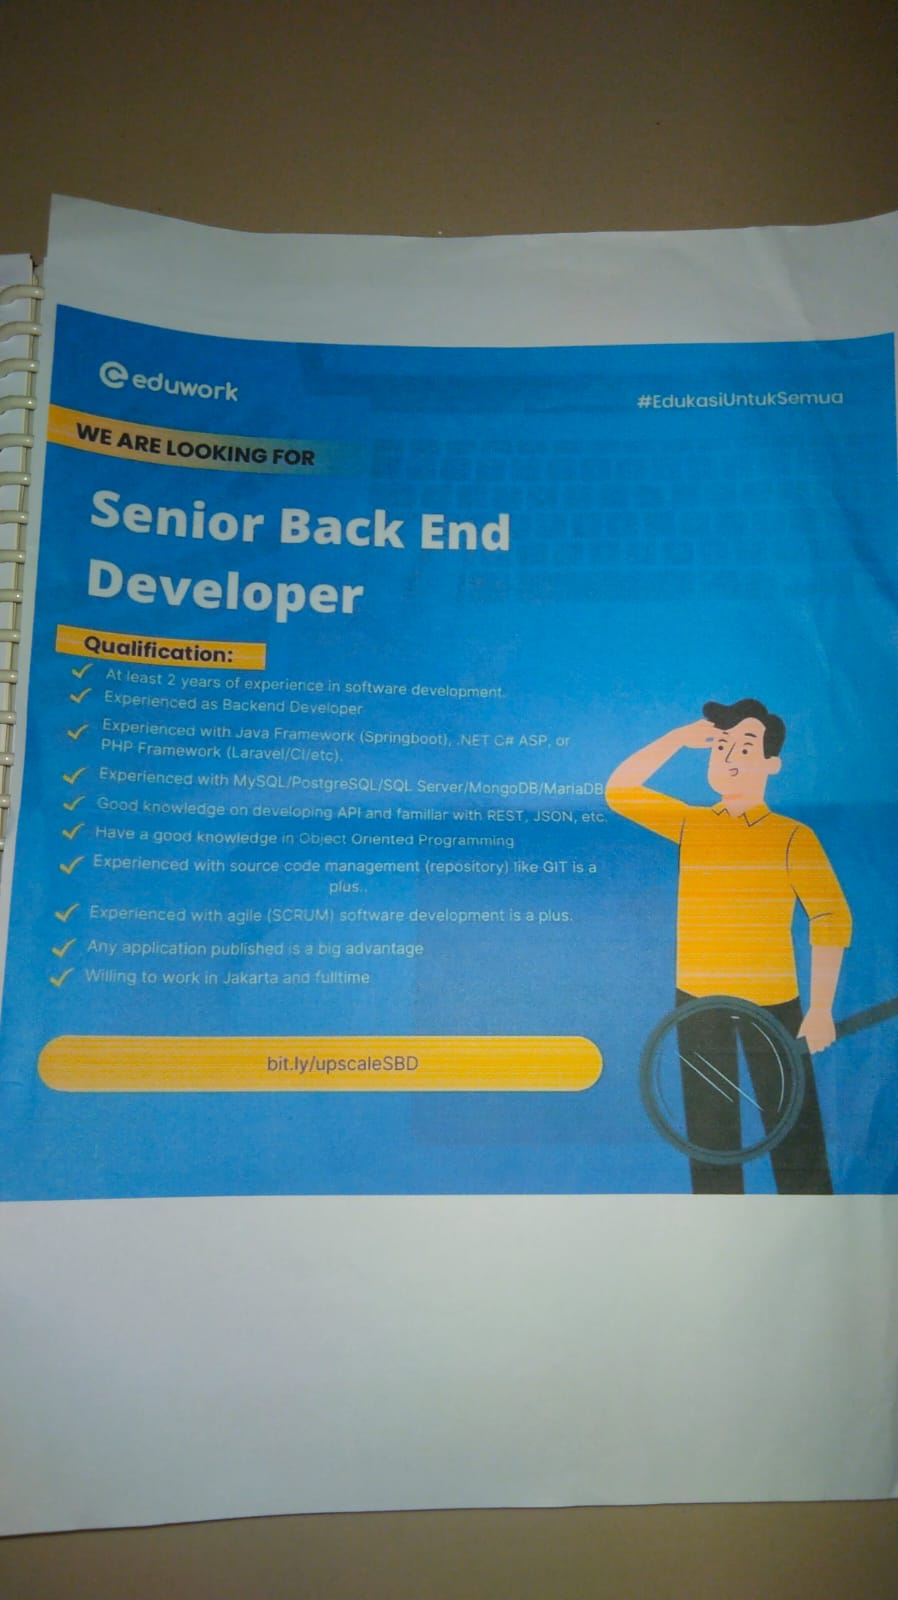 eduwork
#EdukasiUntukSemua
WE ARE LOOKING FOR
Senior Back End
Developer
Qualification:
At least 2 years of experience in software development.
Experienced as Backend Developer
Experienced with Java Framework (Springboot), .NET C# ASP, or
PHP Framework (Laravel/CI/etc).
Experienced with MySQL/PostgreSQL/SQL Server/MongoDB/MariaDB
Good knowledge on developing API and familiar with REST, JSON, etc.
Have a good knowledge in Object Oriented Programming
Experienced with source code management (repository) like GIT is a
plus..
Experienced with agile (SCRUM) software development is a plus.
Any application published is a big advantage
Willing to work in Jakarta and fulltime
bit.ly/upscaleSBD